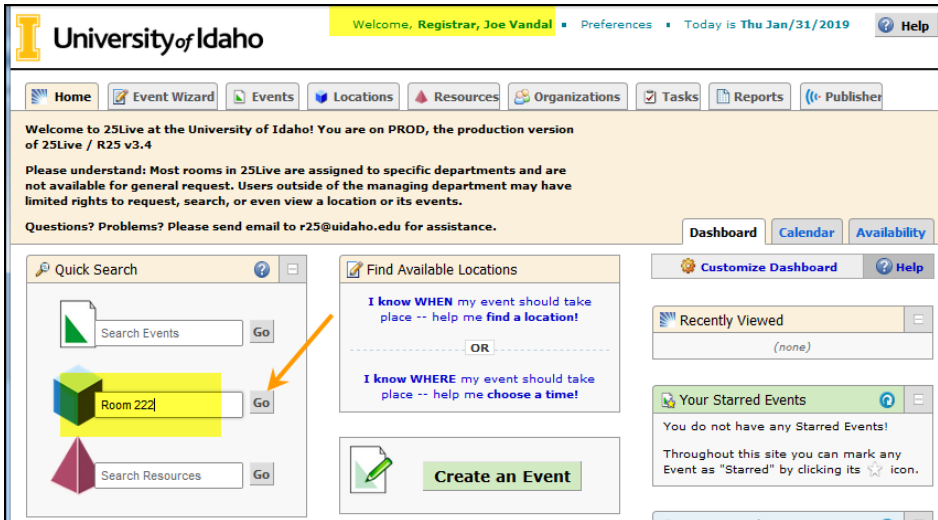 University of Idaho
Welcome, Registrar, Joe Vandal ▪ Preferences ▪ Today is Thu Jan/31/2019
Help
Home Event Wizard Events Locations Resources Organizations Tasks Reports Publisher
Welcome to 25Live at the University of Idaho! You are on PROD, the production version
of 25Live / R25 v3.4
Please understand: Most rooms in 25Live are assigned to specific departments and are
not available for general request. Users outside of the managing department may have
limited rights to request, search, or even view a location or its events.
Questions? Problems? Please send email to r25@uidaho.edu for assistance.
Dashboard Calendar Availability
Quick Search
Search Events Go
Room 222 Go
Search Resources Go
Find Available Locations
I know WHEN my event should take
place -- help me find a location!
OR
I know WHERE my event should take
place -- help me choose a time!
Create an Event
Customize Dashboard Help
Recently Viewed
(none)
Your Starred Events
You do not have any Starred Events!
Throughout this site you can mark any
Event as "Starred" by clicking its icon.